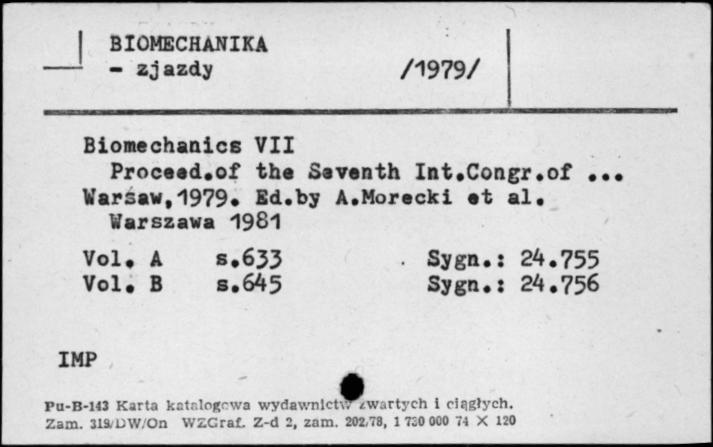 BIOMECHANIKA
- zjazdy /1979/
Biomechanics VII
Proceed.of the Seventh Int.Congr.of ...
Warsaw,1979. Ed.by A.Morecki et al.
Warszawa 1981
Vol. A s.633 Sygn.: 24.755
Vol. B s.645 Sygn.: 24.756
IMP
Pu-B-143 Karta katalogowa wydawnictw zwartych i ciągłych.
Zam. 319/DW/On WZGraf. Z-d 2, zam. 202/78, 1 730 000 74 X 120